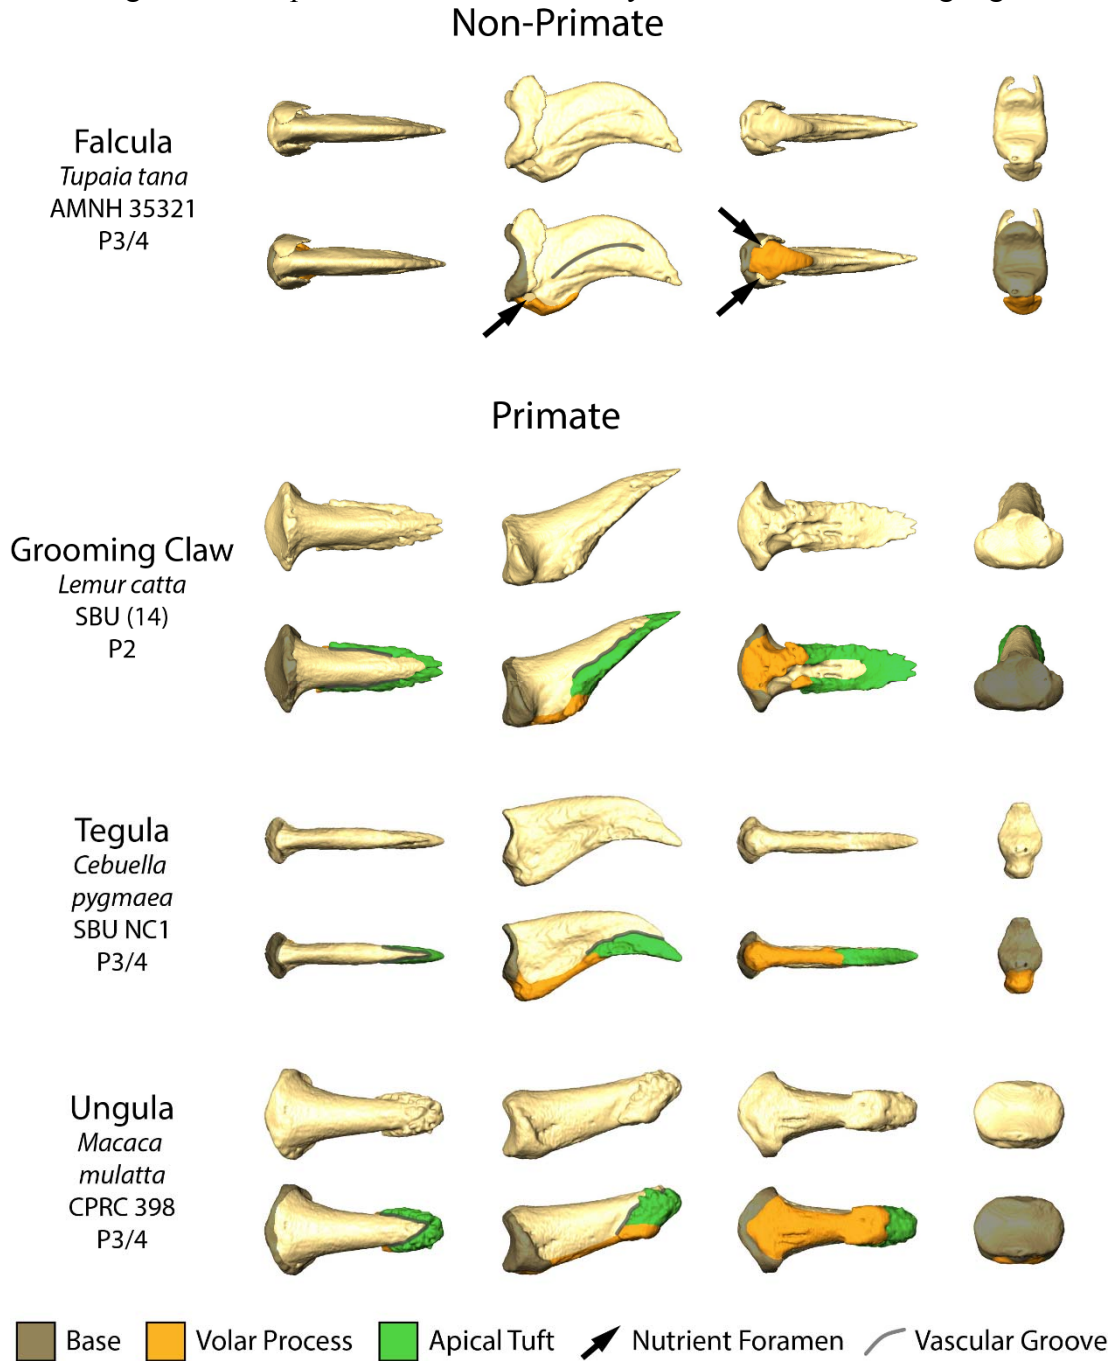 Non-Primate
Falcula
Tupaia tana
AMNH 35321
P3/4
Primate
Grooming Claw
Lemur catta
SBU (14)
P2
Tegula
Cebuella
pygmaea
SBU NC1
P3/4
Ungula
Macaca
mulatta
CPRC 398
P3/4
Base Volar Process Apical Tuft Nutrient Foramen Vascular Groove